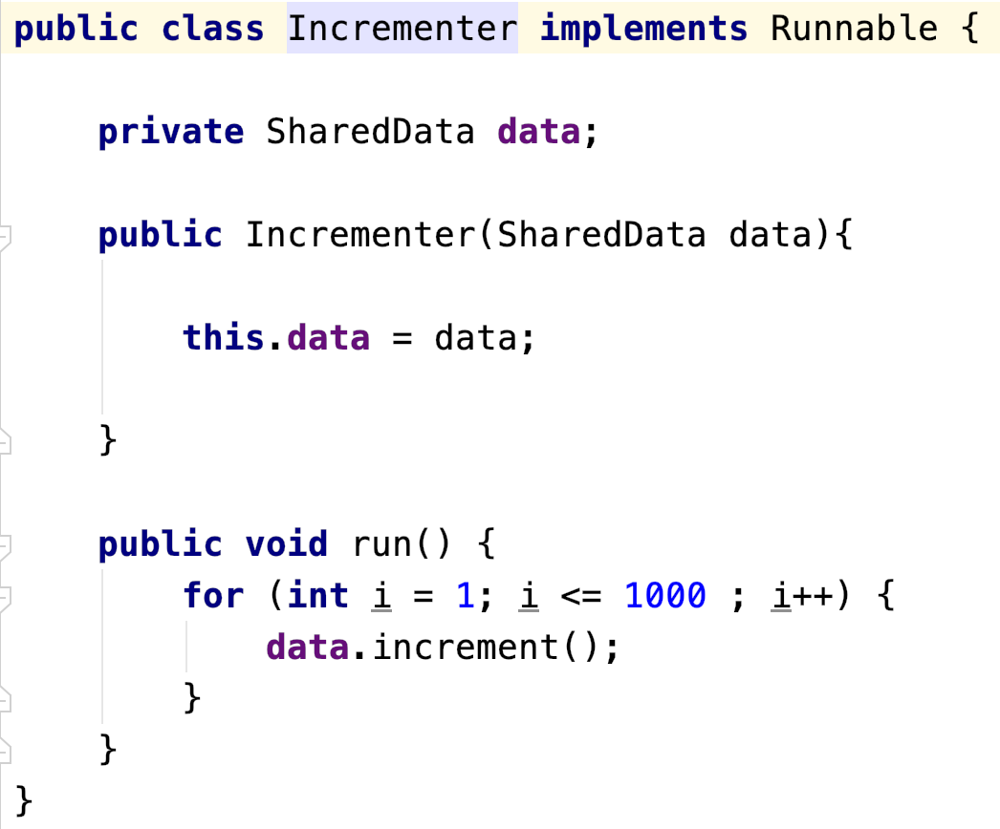 public class Incrementer implements Runnable {
    private SharedData data;
    public Incrementer(SharedData data){
        this.data = data;
    }
    public void run() {
        for (int i = 1; i <= 1000 ; i++) {
            data.increment();
        }
    }
}